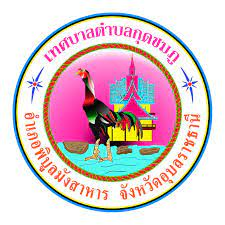 เทศบาลตำบลกุดชมภู
อำเภอพิบูลมังสาหาร จังหวัดอุบลราชธานี